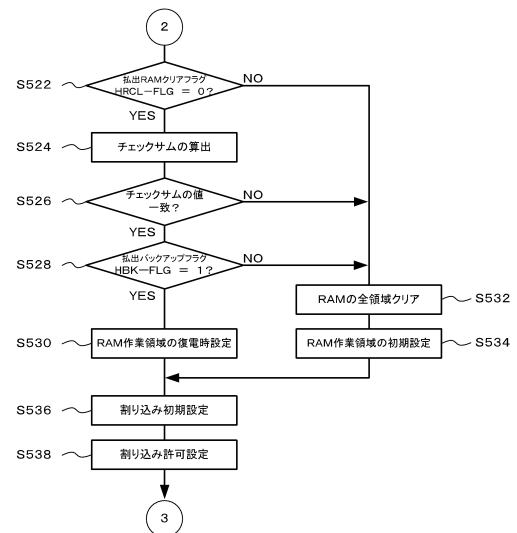 2
S522
払出RAMクリアフラグ
HRCL-FLG = 0?
NO
YES
S524
チェックサムの算出
S526
チェックサムの値
一致?
NO
YES
S528
払出バックアップフラグ
HBK-FLG = 1?
NO
YES
RAMの全領域クリア
S532
S530
RAM作業領域の復電時設定
RAM作業領域の初期設定
S534
S536
割り込み初期設定
S538
割り込み許可設定
3